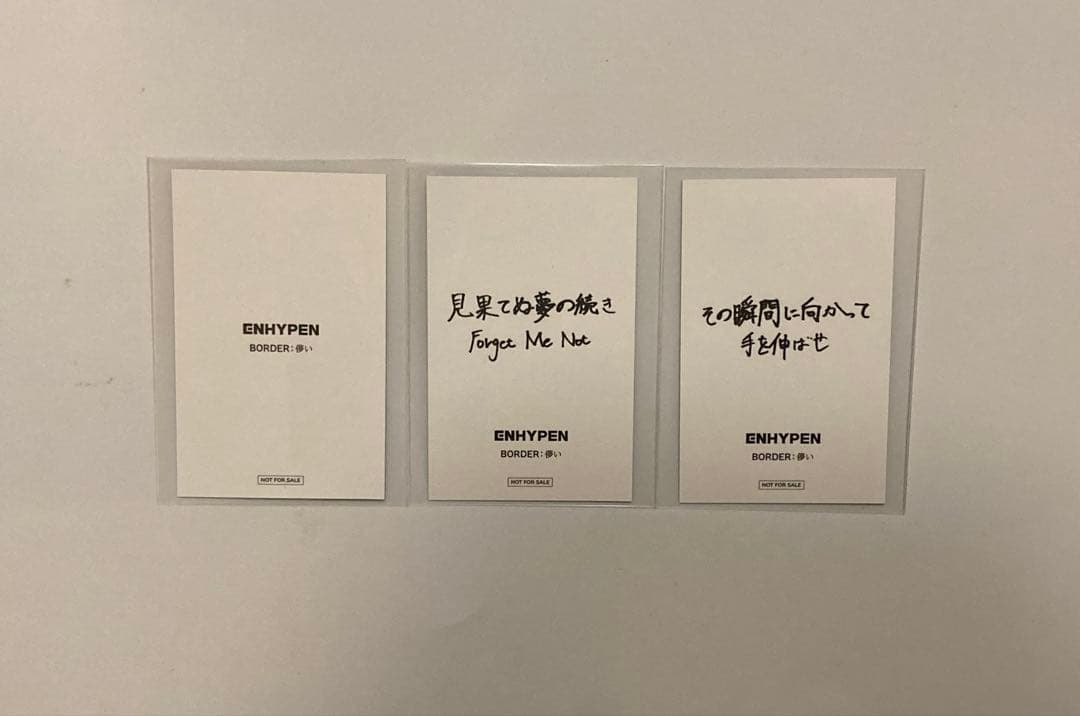 ENHYPEN
BORDER : 儚い
NOT FOR SALE
見果てぬ夢の続き
Forget Me Not
ENHYPEN
BORDER : 儚い
NOT FOR SALE
その瞬間に向かって
手を伸ばせ
ENHYPEN
BORDER : 儚い
NOT FOR SALE